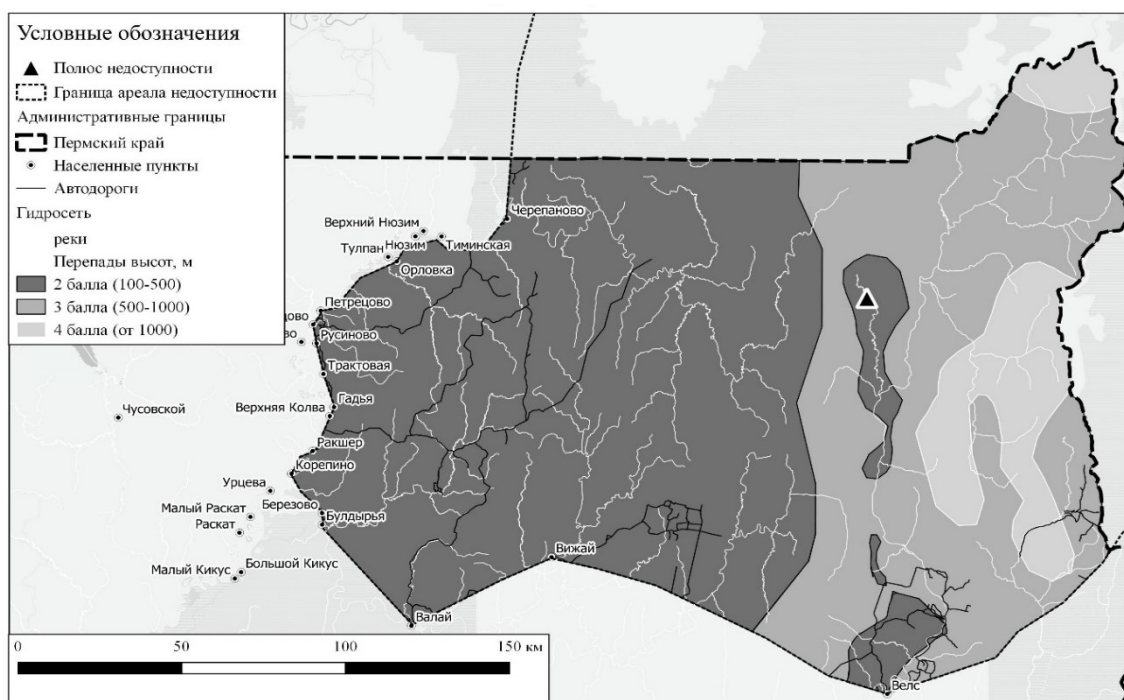 Условные обозначения
Полюс недоступности
Граница ареала недоступности
Административные границы
Пермский край
Населенные пункты
Автодороги
Гидросеть
реки
Перепады высот, м
2 балла (100-500)
3 балла (500-1000)
4 балла (от 1000)
Черепаново
Верхний Нюзим
Тулпан
Нюзим
Тиминская
Орловка
Петрецово
Русиново
Трактовая
Гадья
Верхняя Колва
Чусовской
Ракшер
Корепино
Урцева
Березово
Булдырья
Малый Раскат
Раскат
Вижай
Большой Кикус
Малый Кикус
Валай
Велс
0 50 100 150 км